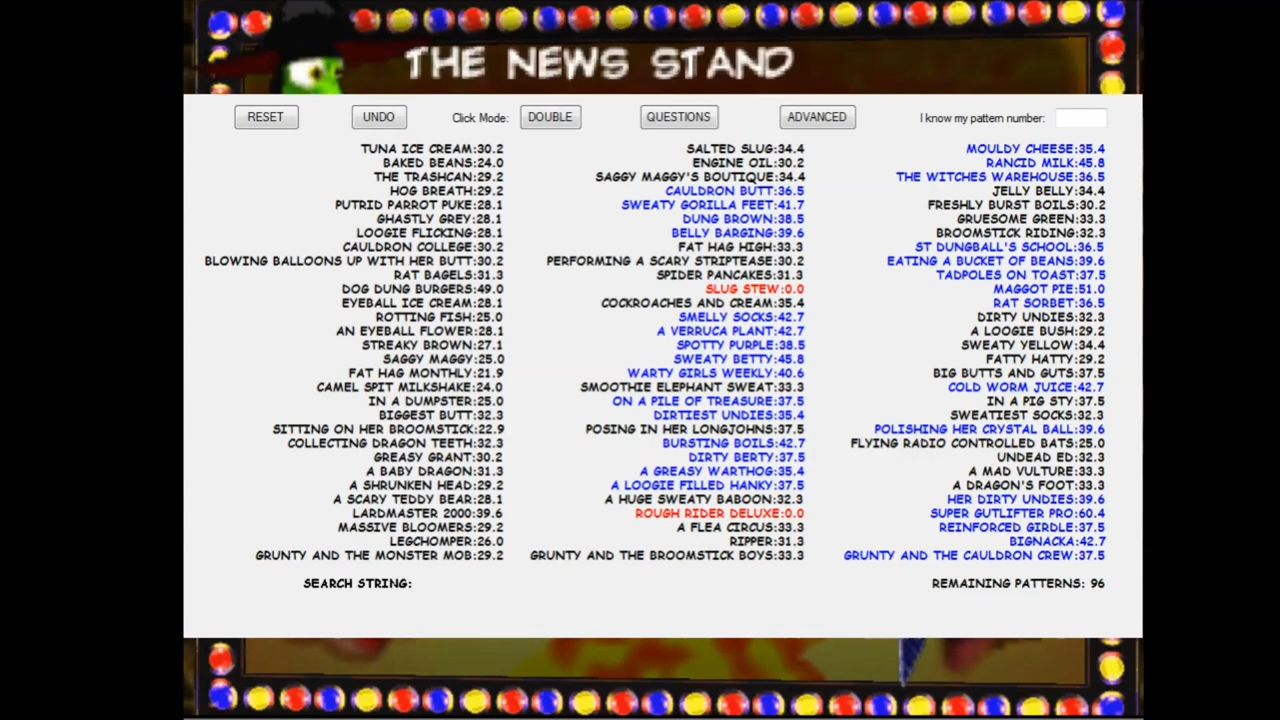 THE NEWS STAND
RESET UNDO Click Mode: DOUBLE QUESTIONS ADVANCED I know my pattern number:
TUNA ICE CREAM:30.2 SALTED SLUG:34.4 MOULDY CHEESE:35.4
BAKED BEANS:24.0 ENGINE OIL:30.2 RANCID MILK:45.8
THE TRASHCAN:29.2 SAGGY MAGGY'S BOUTIQUE:34.4 THE WITCHES WAREHOUSE:36.5
HOG BREATH:29.2 CAULDRON BUTT:36.5 JELLY BELLY:34.4
PUTRID PARROT PUKE:28.1 SWEATY GORILLA FEET:41.7 FRESHLY BURST BOILS:30.2
GHASTLY GREY:28.1 DUNG BROWN:38.5 GRUESOME GREEN:33.3
LOOGIE FLICKING:28.1 BELLY BARGING:39.6 BROOMSTICK RIDING:32.3
CAULDRON COLLEGE:30.2 FAT HAG HIGH:33.3 ST DUNGBALL'S SCHOOL:36.5
BLOWING BALLOONS UP WITH HER BUTT:30.2 PERFORMING A SCARY STRIPTEASE:30.2 EATING A BUCKET OF BEANS:39.6
RAT BAGELS:31.3 SPIDER PANCAKES:31.3 TADPOLES ON TOAST:37.5
DOG DUNG BURGERS:49.0 SLUG STEW:0.0 MAGGOT PIE:51.0
EYEBALL ICE CREAM:28.1 COCKROACHES AND CREAM:35.4 RAT SORBET:36.5
ROTTING FISH:25.0 SMELLY SOCKS:42.7 DIRTY UNDIES:32.3
AN EYEBALL FLOWER:28.1 A VERRUCA PLANT:42.7 A LOOGIE BUSH:29.2
STREAKY BROWN:27.1 SPOTTY PURPLE:38.5 SWEATY YELLOW:34.4
SAGGY MAGGY:25.0 SWEATY BETTY:45.8 FATTY HATTY:29.2
FAT HAG MONTHLY:21.9 WARTY GIRLS WEEKLY:40.6 BIG BUTTS AND GUTS:37.5
CAMEL SPIT MILKSHAKE:24.0 SMOOTHIE ELEPHANT SWEAT:33.3 COLD WORM JUICE:42.7
IN A DUMPSTER:25.0 ON A PILE OF TREASURE:37.5 IN A PIG STY:37.5
BIGGEST BUTT:32.3 DIRTIEST UNDIES:35.4 SWEATIEST SOCKS:32.3
SITTING ON HER BROOMSTICK:22.9 POSING IN HER LONGJOHNS:37.5 POLISHING HER CRYSTAL BALL:39.6
COLLECTING DRAGON TEETH:32.3 BURSTING BOILS:42.7 FLYING RADIO CONTROLLED BATS:25.0
GREASY GRANT:30.2 DIRTY BERTY:37.5 UNDEAD ED:32.3
A BABY DRAGON:31.3 A GREASY WARTHOG:35.4 A MAD VULTURE:33.3
A SHRUNKEN HEAD:29.2 A LOOGIE FILLED HANKY:37.5 A DRAGON'S FOOT:33.3
A SCARY TEDDY BEAR:28.1 A HUGE SWEATY BABOON:32.3 HER DIRTY UNDIES:39.6
LARDMASTER 2000:39.6 ROUGH RIDER DELUXE:0.0 SUPER GUTLIFTER PRO:60.4
MASSIVE BLOOMERS:29.2 A FLEA CIRCUS:33.3 REINFORCED GIRDLE:37.5
LEGCHOMPER:26.0 RIPPER:31.3 BIGNACKA:42.7
GRUNTY AND THE MONSTER MOB:29.2 GRUNTY AND THE BROOMSTICK BOYS:33.3 GRUNTY AND THE CAULDRON CREW:37.5
SEARCH STRING: REMAINING PATTERNS: 96